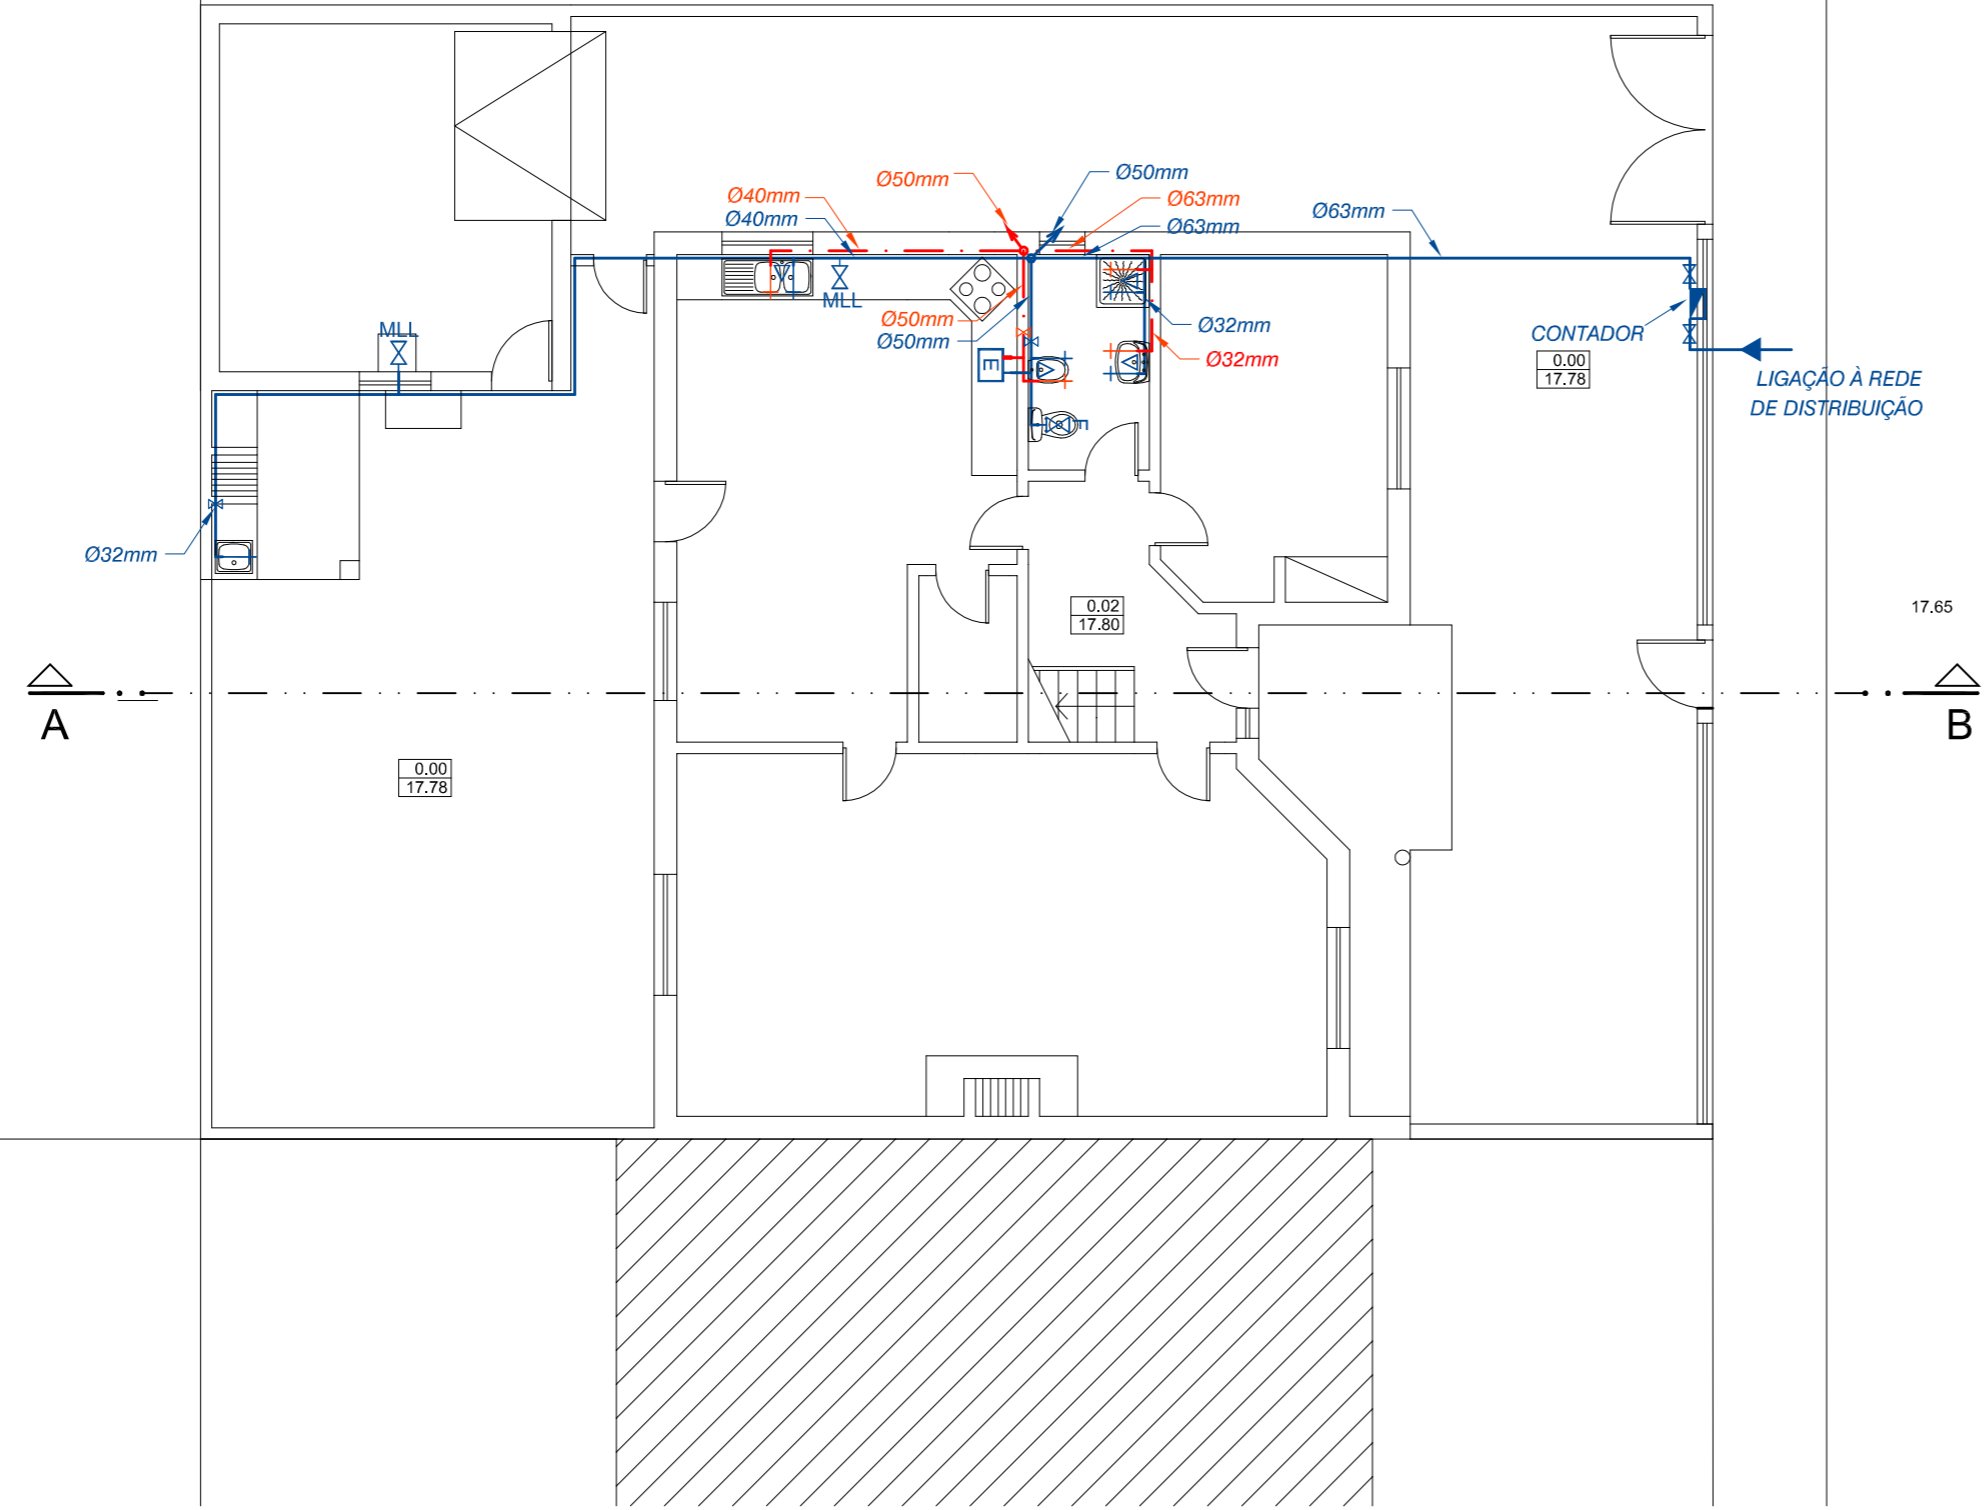 Ø50mm
Ø50mm
Ø40mm
Ø63mm
Ø40mm
Ø63mm
Ø63mm
MLL
MLL
Ø50mm
Ø50mm
Ø32mm
Ø32mm
CONTADOR
0.00
17.78
E
V
V
V
F
LIGAÇÃO À REDE
DE DISTRIBUIÇÃO
Ø32mm
0.02
17.80
17.65
A
B
0.00
17.78